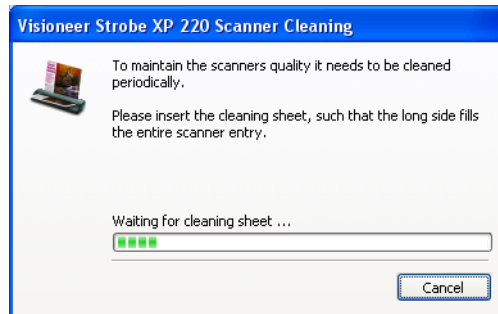 Visioneer Strobe XP 220 Scanner Cleaning
To maintain the scanners quality it needs to be cleaned
periodically.
Please insert the cleaning sheet, such that the long side fills
the entire scanner entry.
Waiting for cleaning sheet ...
Cancel